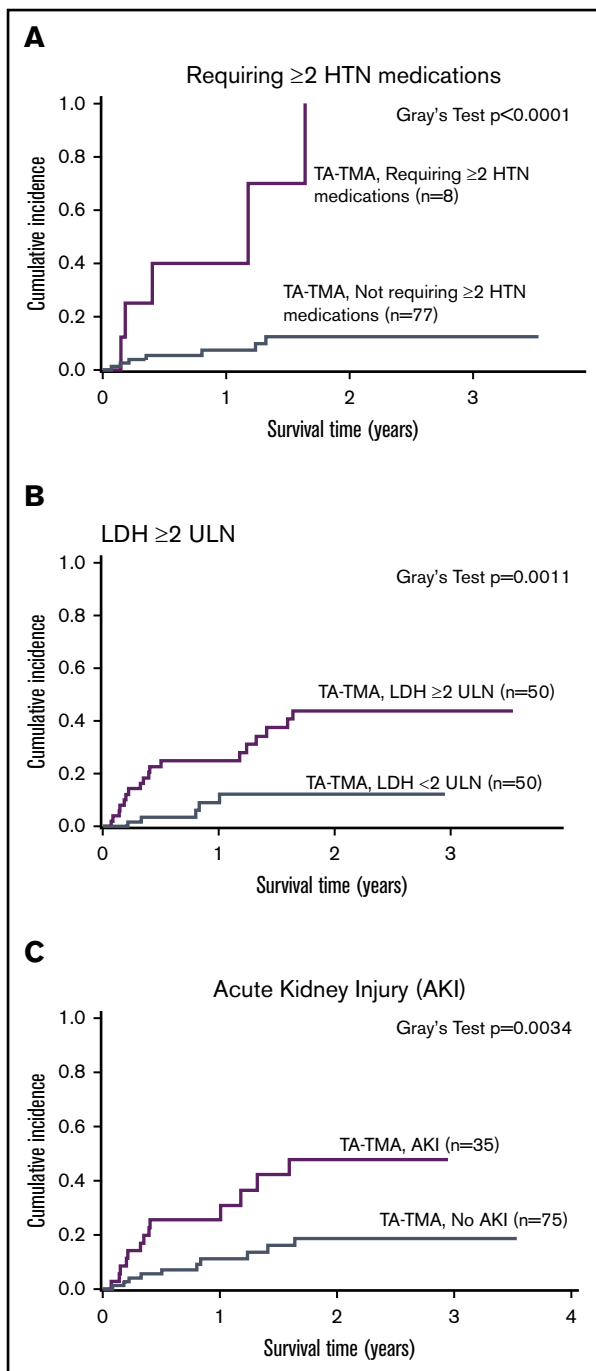 A
Requiring ≥2 HTN medications
Gray's Test p<0.0001
TA-TMA, Requiring ≥2 HTN
medications (n=8)
TA-TMA, Not requiring ≥2 HTN
medications (n=77)
Cumulative incidence
1.0
0.8
0.6
0.4
0.2
0.0
0 1 2 3
Survival time (years)
B
LDH ≥2 ULN
Gray's Test p=0.0011
TA-TMA, LDH ≥2 ULN (n=50)
TA-TMA, LDH <2 ULN (n=50)
Cumulative incidence
1.0
0.8
0.6
0.4
0.2
0.0
0 1 2 3
Survival time (years)
C
Acute Kidney Injury (AKI)
Gray's Test p=0.0034
TA-TMA, AKI (n=35)
TA-TMA, No AKI (n=75)
Cumulative incidence
1.0
0.8
0.6
0.4
0.2
0.0
0 1 2 3 4
Survival time (years)